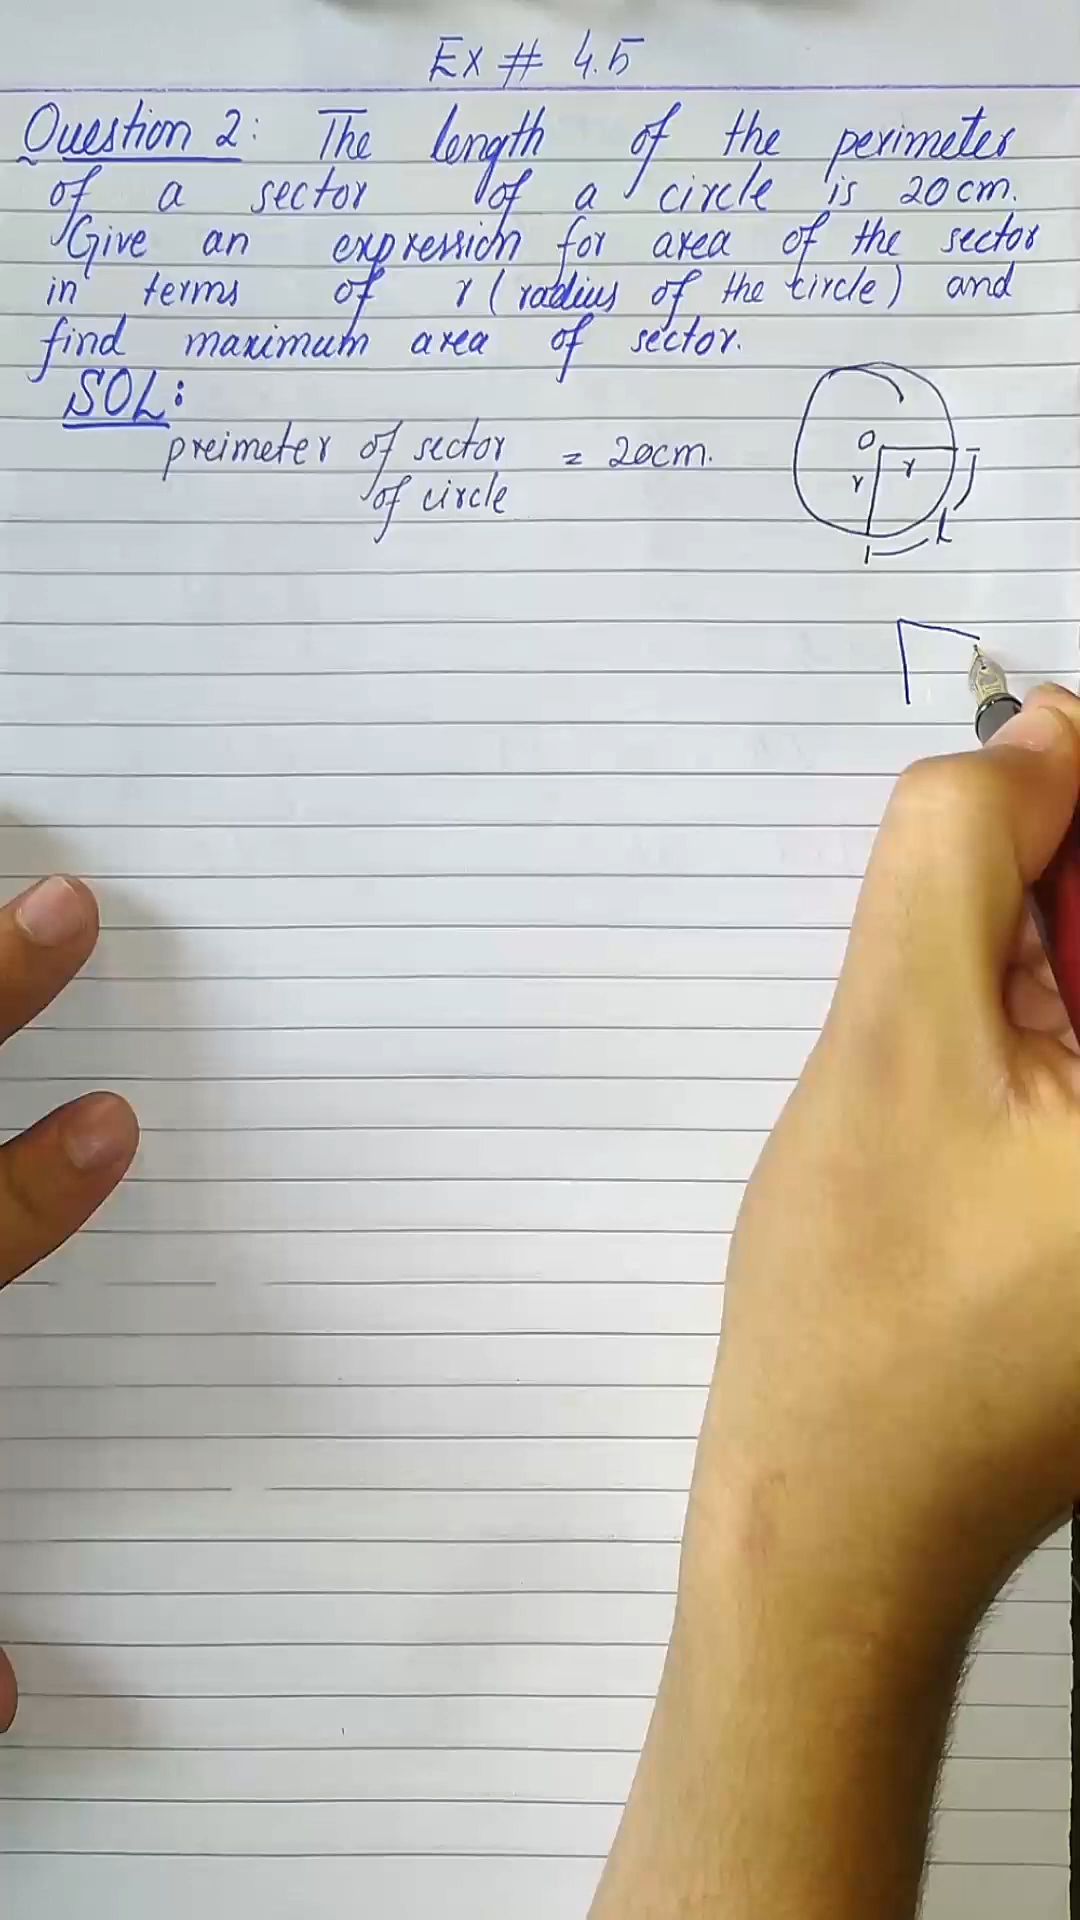 Ex # 4.5
Question 2: The length of the perimeter
of a sector of a circle is 20cm.
Give an expression for area of the sector
in terms of r (radius of the circle) and
find maximum area of sector.
SOL:
preimeter of sector = 20cm.
of circle
O
r
r
l